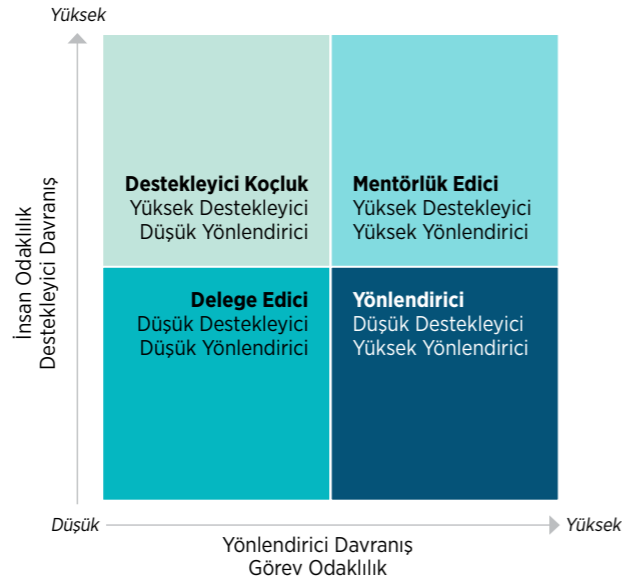 Yüksek
İnsan Odaklılık
Destekleyici Davranış
Destekleyici Koçluk
Yüksek Destekleyici
Düşük Yönlendirici
Mentörlük Edici
Yüksek Destekleyici
Yüksek Yönlendirici
Delege Edici
Düşük Destekleyici
Düşük Yönlendirici
Yönlendirici
Düşük Destekleyici
Yüksek Yönlendirici
Düşük
Yüksek
Yönlendirici Davranış
Görev Odaklılık